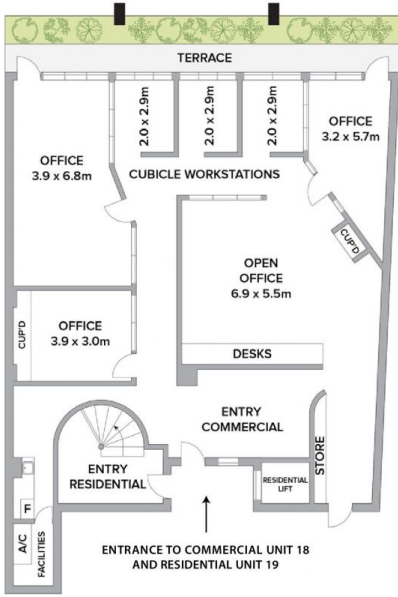 TERRACE
2.0 x 2.9m
2.0 x 2.9m
2.0 x 2.9m
OFFICE
3.9 x 6.8m
OFFICE
3.2 x 5.7m
CUBICLE WORKSTATIONS
CUP'D
OPEN
OFFICE
6.9 x 5.5m
CUP'D
OFFICE
3.9 x 3.0m
DESKS
ENTRY
COMMERCIAL
STORE
ENTRY
RESIDENTIAL
RESIDENTIAL
LIFT
F
A/C
FACILITIES
ENTRANCE TO COMMERCIAL UNIT 18
AND RESIDENTIAL UNIT 19